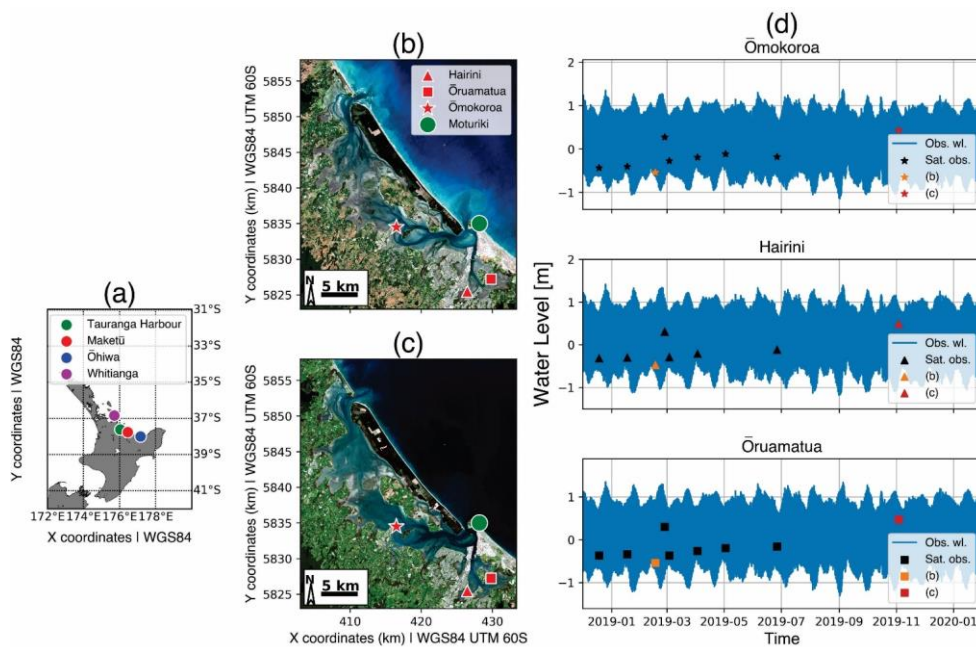 (a)
31°S
33°S
35°S
37°S
39°S
41°S
Tauranga Harbour
Maketū
Ōhiwa
Whitianga
172°E174°E176°E178°E
X coordinates | WGS84
Y coordinates | WGS84
(b)
Hairini
Ōruamatua
Ōmokoroa
Moturiki
5855
5850
5845
5840
5835
5830
5825
Y coordinates (km) | WGS84 UTM 60S
N
5 km
(c)
5855
5850
5845
5840
5835
5830
5825
Y coordinates (km) | WGS84 UTM 60S
N
5 km
410
420
430
X coordinates (km) | WGS84 UTM 60S
(d)
Ōmokoroa
2
1
0
−1
Obs. wl.
Sat. obs.
(b)
(c)
Hairini
2
1
0
−1
Obs. wl.
Sat. obs.
(b)
(c)
Water Level [m]
Ōruamatua
2
1
0
−1
Obs. wl.
Sat. obs.
(b)
(c)
2019-01
2019-03
2019-05
2019-07
2019-09
2019-11
2020-01
Time